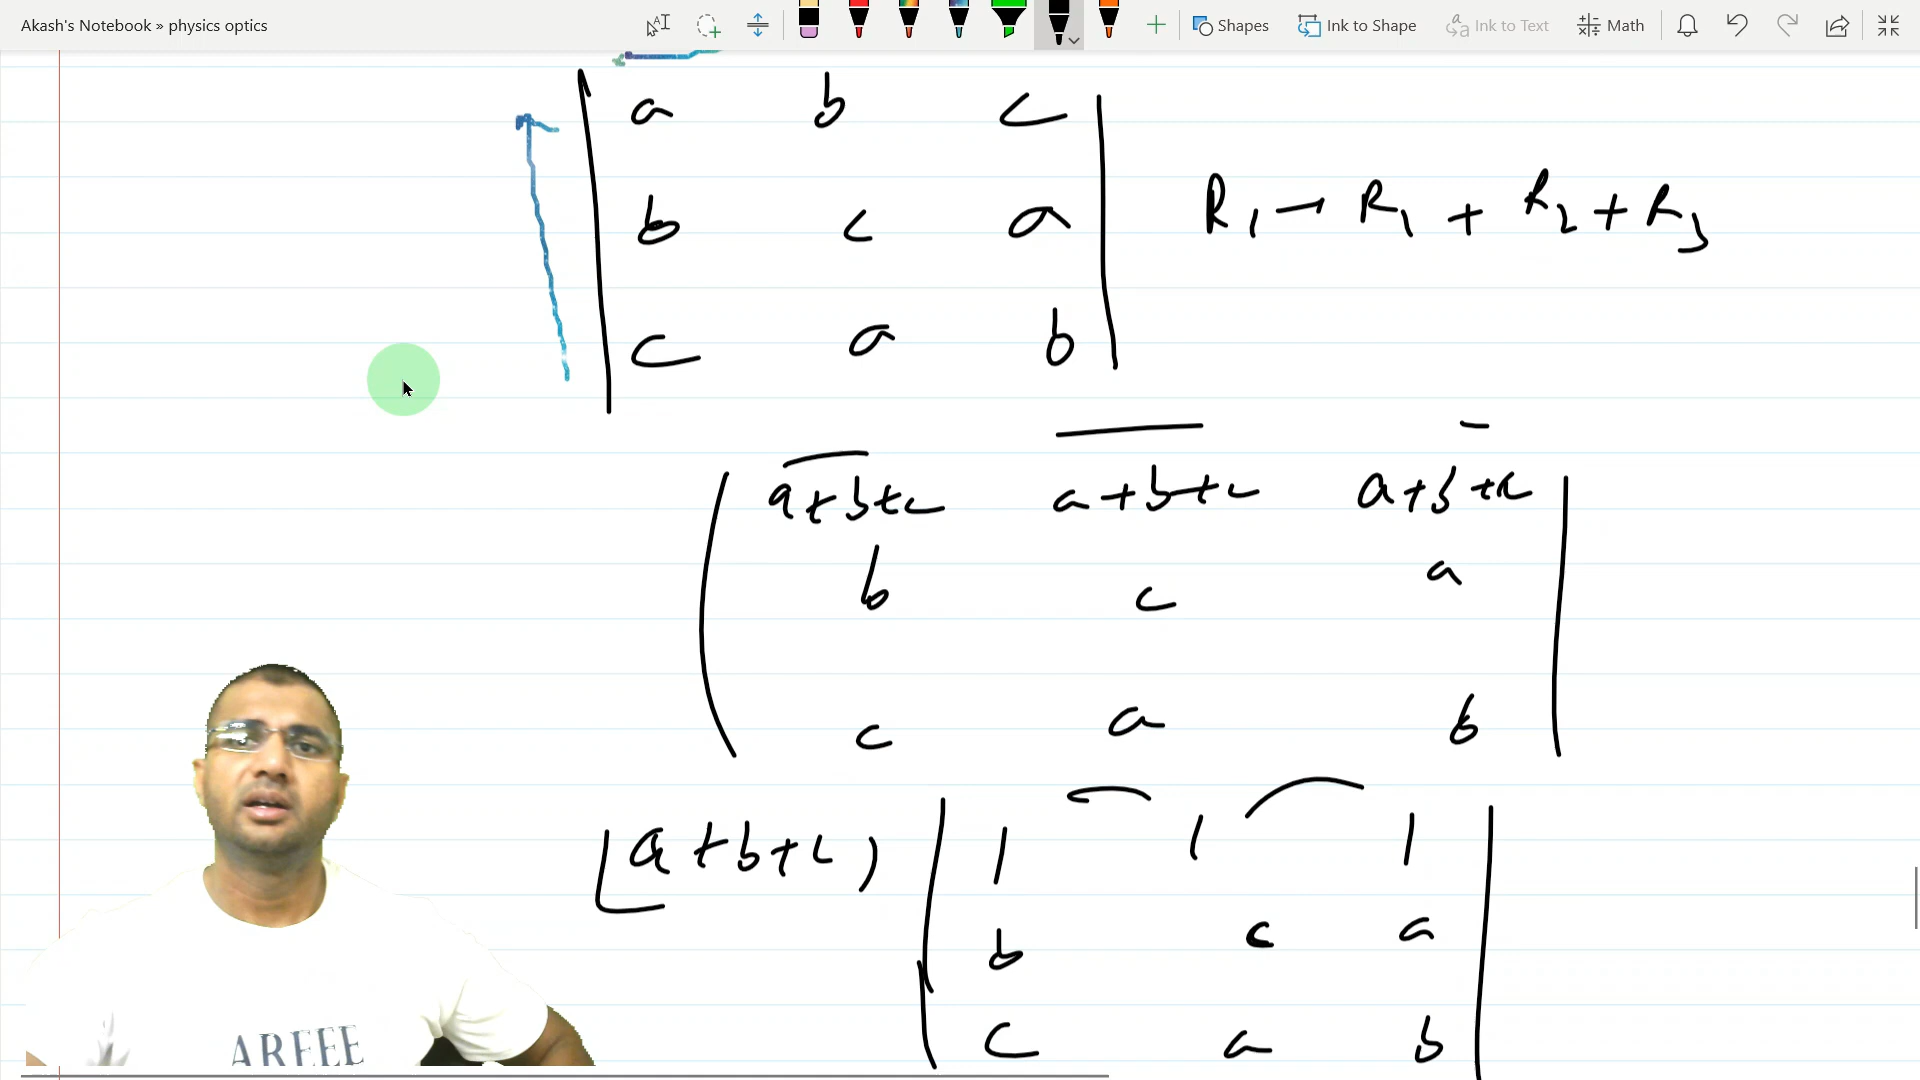 Akash's Notebook » physics optics
Shapes
Ink to Shape
Ink to Text
Math
a b c
b c a
c a b
R1 → R1 + R2 + R3
a+b+c a+b+c a+b+c
b c a
c a b
(a+b+c)
1 1 1
b c a
c a b
AREEE